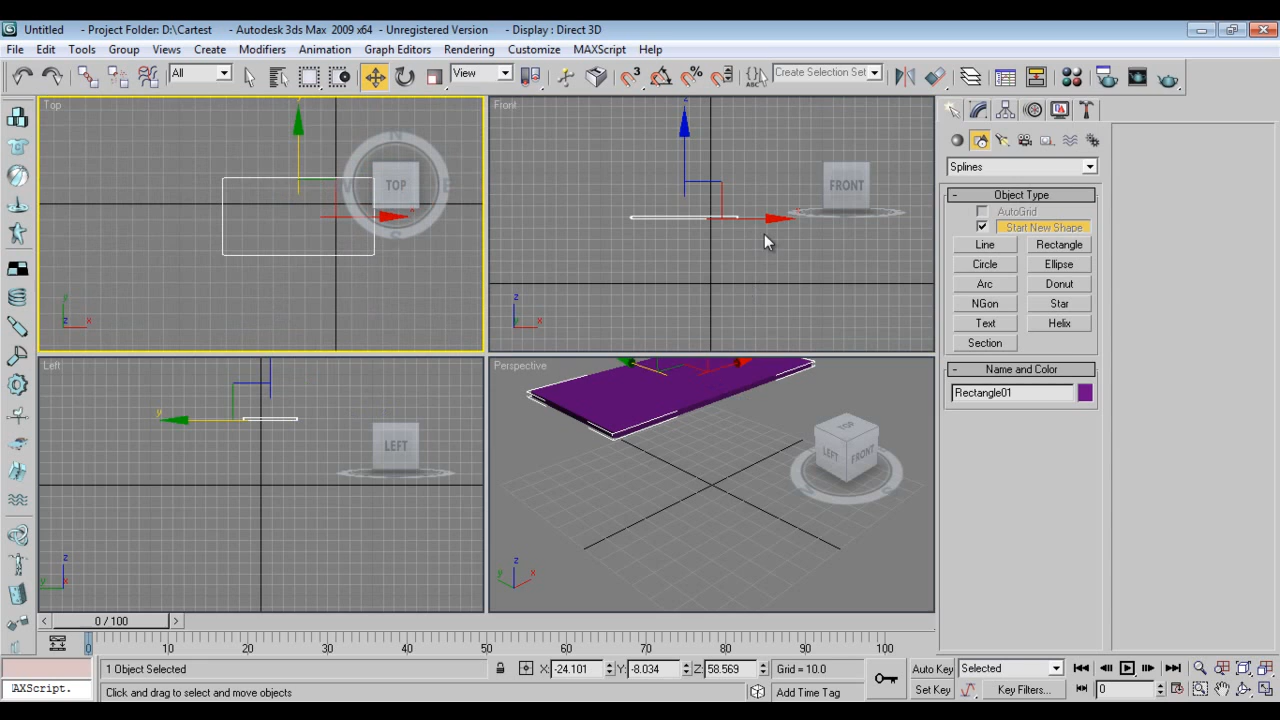 Untitled - Project Folder: D:\Cartest - Autodesk 3ds Max 2009 x64 - Unregistered Version - Display : Direct 3D
File Edit Tools Group Views Create Modifiers Animation Graph Editors Rendering Customize MAXScript Help
All View Create Selection Set
Top
N
TOP
S
y
x
z
Front
z
FRONT
z
x
Splines
- Object Type
AutoGrid
Start New Shape
Line Rectangle
Circle Ellipse
Arc Donut
NGon Star
Text Helix
Section
- Name and Color
Rectangle01
Left
y
LEFT
z
x
Perspective
TOP
LEFT FRONT
z
y x
< 0 / 100 >
0 10 20 30 40 50 60 70 80 90 100
1 Object Selected X: -24.101 Y: -8.034 Z: 58.569 Grid = 10.0 Auto Key Selected
AXScript. Click and drag to select and move objects Add Time Tag Set Key Key Filters... 0